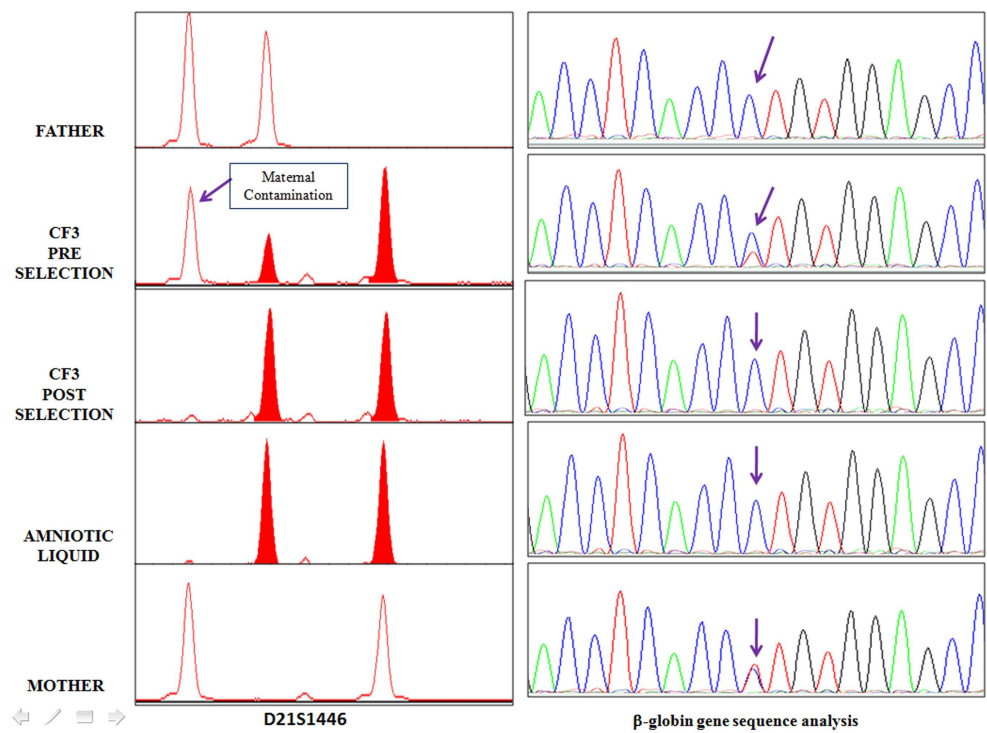 FATHER
Maternal
Contamination
CF3
PRE
SELECTION
CF3
POST
SELECTION
AMNIOTIC
LIQUID
MOTHER
D21S1446
β-globin gene sequence analysis